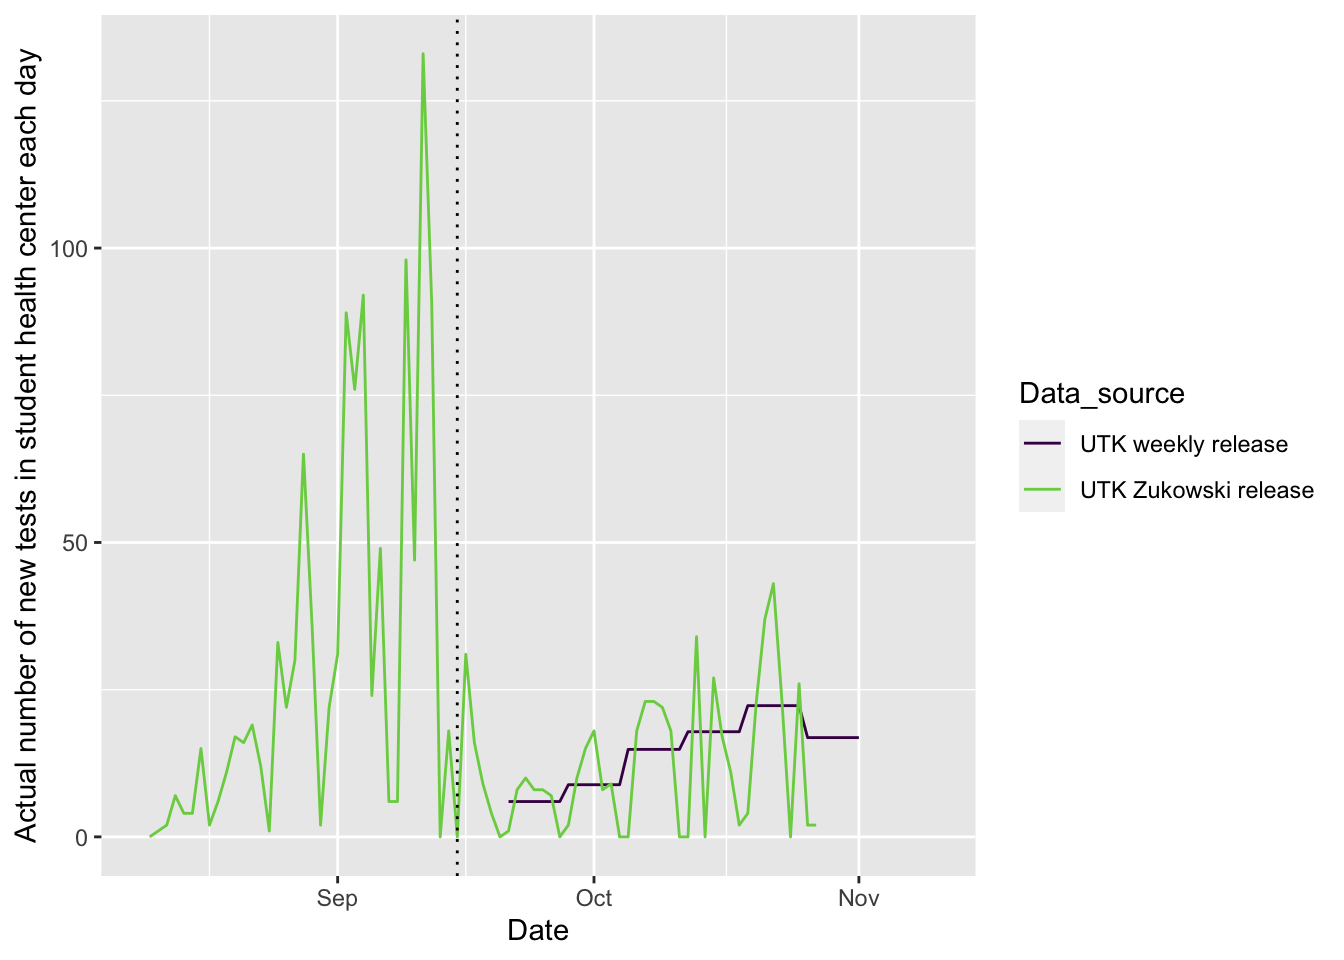 Actual number of new tests in student health center each day
100
50
0
Sep
Oct
Nov
Date
Data_source
UTK weekly release
UTK Zukowski release